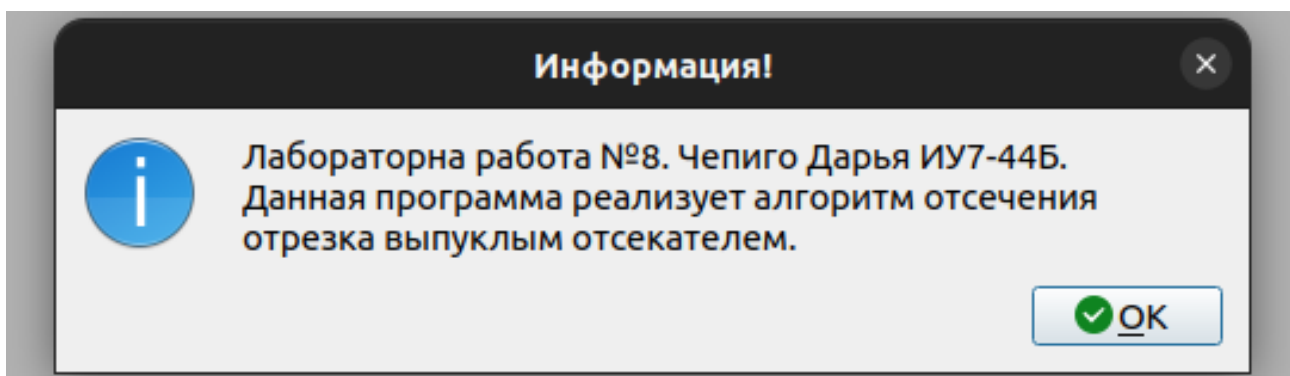 Информация!
Лабораторна работа №8. Чепиго Дарья ИУ7-44Б.
Данная программа реализует алгоритм отсечения
отрезка выпуклым отсекателем.
OK